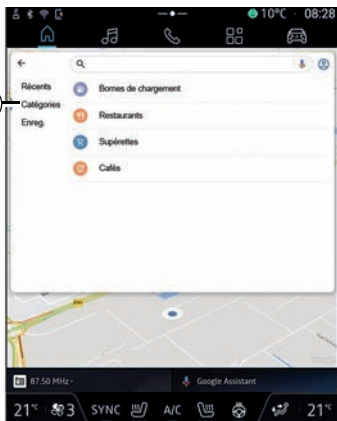 10°C 08:28
Récents
Catégories
Enreg.
Bornes de chargement
Restaurants
Supérettes
Cafés
87.50 MHz
Google Assistant
21°C 3 SYNC A/C 21°C